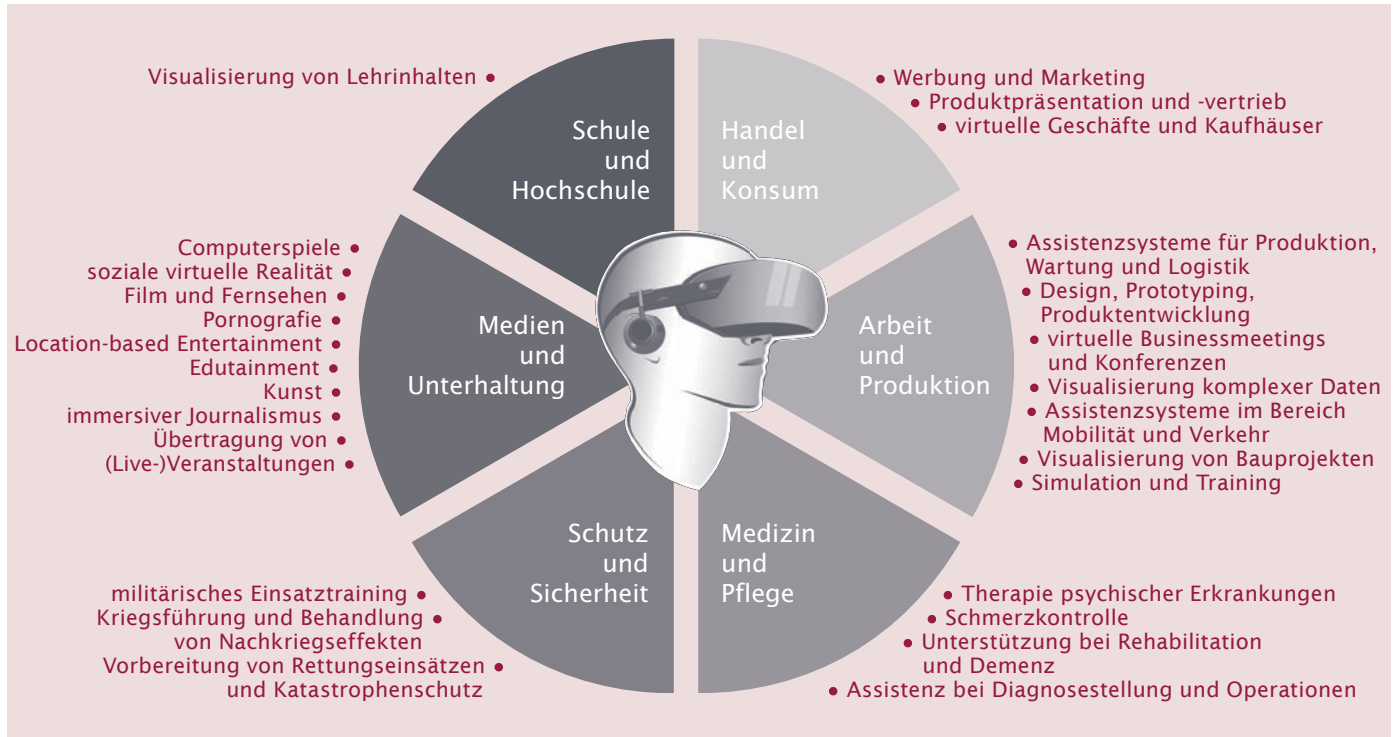 Visualisierung von Lehrinhalten •
Schule
und
Hochschule
Handel
und
Konsum
• Werbung und Marketing
• Produktpräsentation und -vertrieb
• virtuelle Geschäfte und Kaufhäuser
Computerspiele •
soziale virtuelle Realität •
Film und Fernsehen •
Pornografie •
Location-based Entertainment •
Edutainment •
Kunst •
immersiver Journalismus •
Übertragung von •
(Live-)Veranstaltungen •
Medien
und
Unterhaltung
Arbeit
und
Produktion
• Assistenzsysteme für Produktion,
Wartung und Logistik
• Design, Prototyping,
Produktentwicklung
• virtuelle Businessmeetings
und Konferenzen
• Visualisierung komplexer Daten
• Assistenzsysteme im Bereich
Mobilität und Verkehr
• Visualisierung von Bauprojekten
• Simulation und Training
militärisches Einsatztraining •
Kriegsführung und Behandlung •
von Nachkriegseffekten
Vorbereitung von Rettungseinsätzen •
und Katastrophenschutz
Schutz
und
Sicherheit
Medizin
und
Pflege
• Therapie psychischer Erkrankungen
• Schmerzkontrolle
• Unterstützung bei Rehabilitation
und Demenz
• Assistenz bei Diagnosestellung und Operationen